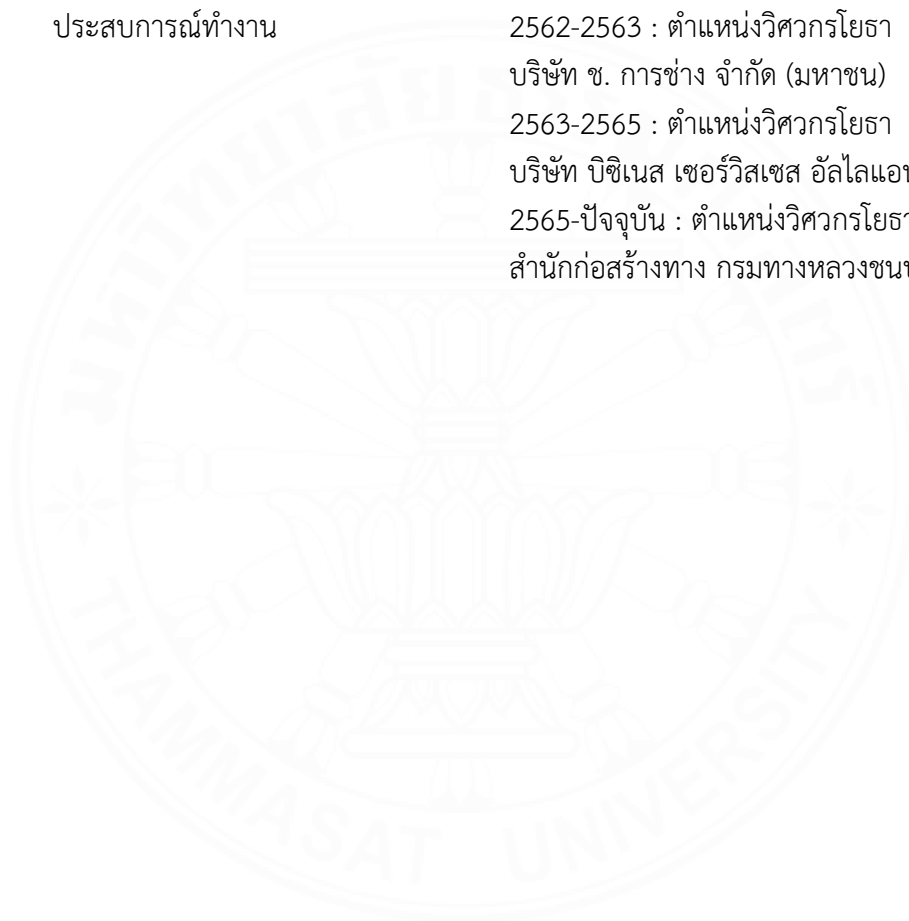 ประสบการณ์ทำงาน 2562-2563 : ตำแหน่งวิศวกรโยธา
บริษัท ช. การช่าง จำกัด (มหาชน)
2563-2565 : ตำแหน่งวิศวกรโยธา
บริษัท บิซิเนส เซอร์วิสเซส
2565-ปัจจุบัน : ตำแหน่งวิศวกรโยธา
สำนักก่อสร้างทาง
THAMMASAT UNIVERSITY